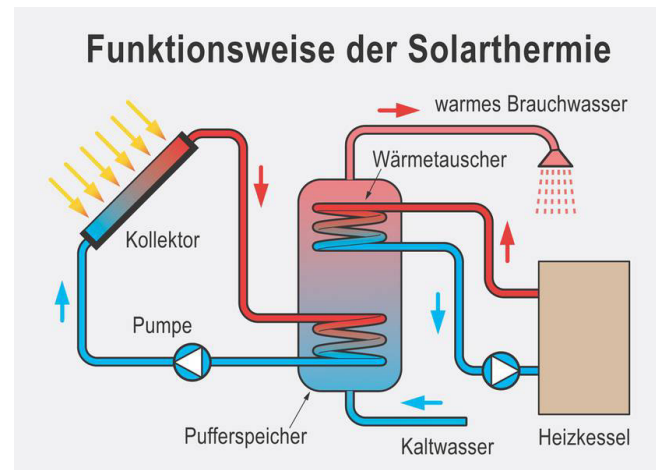 Funktionsweise der Solarthermie
warmes Brauchwasser
Wärmetauscher
Kollektor
Pumpe
Pufferspeicher
Kaltwasser
Heizkessel